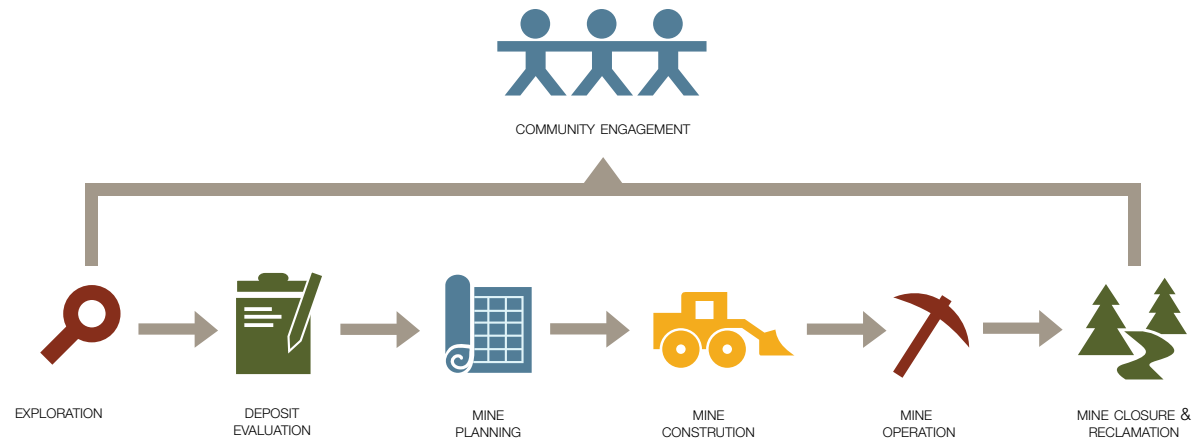 COMMUNITY ENGAGEMENT
EXPLORATION
DEPOSIT
EVALUATION
MINE
PLANNING
MINE
CONSTRUTION
MINE
OPERATION
MINE CLOSURE &
RECLAMATION